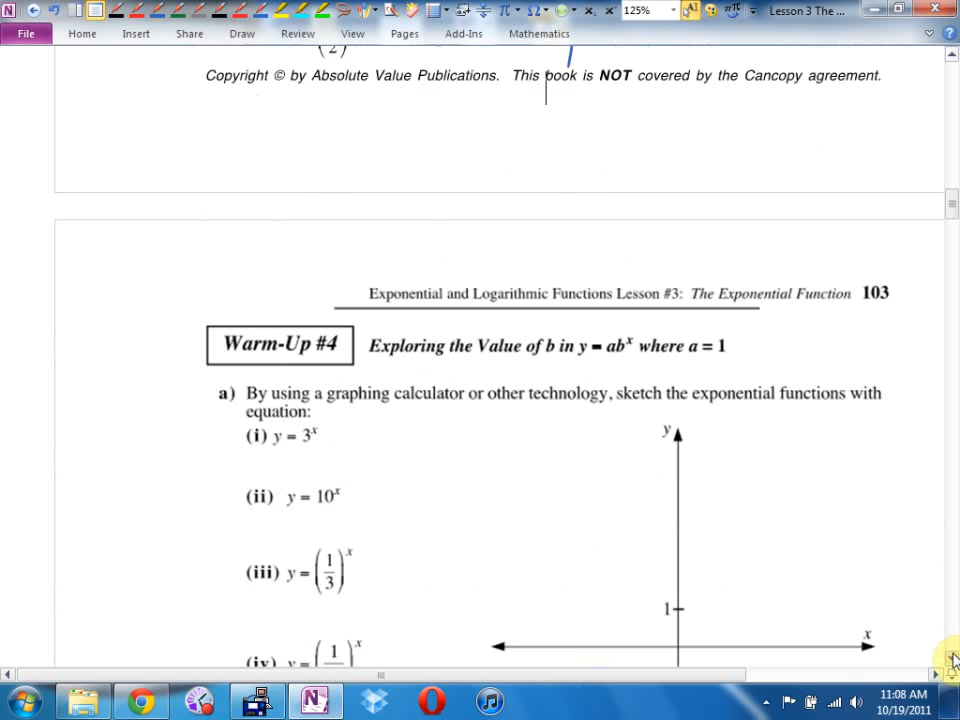 125%
Lesson 3 The ...
File Home Insert Share Draw Review View Pages Add-Ins Mathematics
(2)
Copyright © by Absolute Value Publications. This book is NOT covered by the Cancopy agreement.
Exponential and Logarithmic Functions Lesson #3: The Exponential Function 103
Warm-Up #4 Exploring the Value of b in y = abˣ where a = 1
a) By using a graphing calculator or other technology, sketch the exponential functions with
equation:
(i) y = 3ˣ
y
(ii) y = 10ˣ
(iii) y = (1/3)ˣ
1
x
(iv) y = (1
x
11:08 AM
10/19/2011